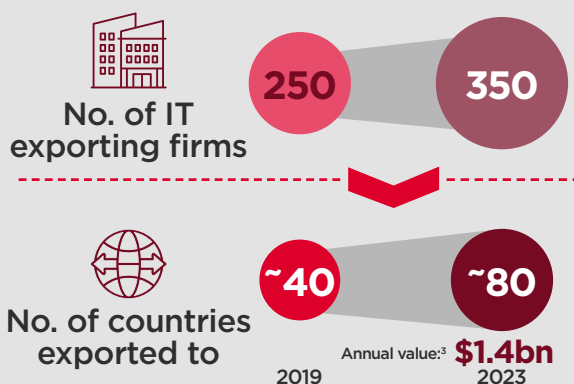 250
350
No. of IT
exporting firms
~40
~80
No. of countries
exported to
Annual value:³ $1.4bn
2019
2023